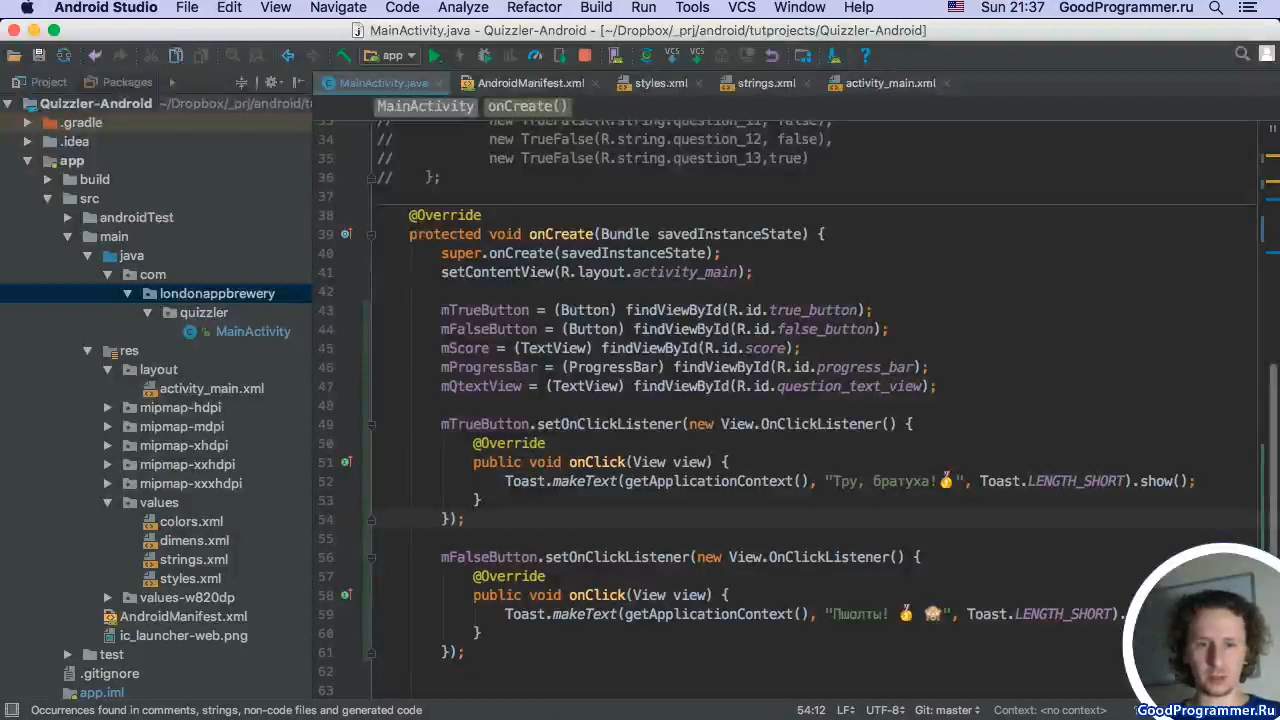 Android Studio File Edit View Navigate Code Analyze Refactor Build Run Tools VCS Window Help Sun 21:37 GoodProgrammer.ru
MainActivity.java - Quizzler-Android - [~/Dropbox/_prj/android/tutprojects/Quizzler-Android]
app
VCS VCS
Project Packages MainActivity.java AndroidManifest.xml styles.xml strings.xml activity_main.xml
Quizzler-Android ~/Dropbox/_prj/android/tu
MainActivity onCreate()
.gradle
.idea
app
build
src
androidTest
main
java
com
londonappbrewery
quizzler
MainActivity
res
layout
activity_main.xml
mipmap-hdpi
mipmap-mdpi
mipmap-xhdpi
mipmap-xxhdpi
mipmap-xxxhdpi
values
colors.xml
dimens.xml
strings.xml
styles.xml
values-w820dp
AndroidManifest.xml
ic_launcher-web.png
test
.gitignore
app.iml
33 // new TrueFalse(R.string.question_11, false),
34 // new TrueFalse(R.string.question_12, false),
35 // new TrueFalse(R.string.question_13,true)
36 // };
37
38 @Override
39 protected void onCreate(Bundle savedInstanceState) {
40 super.onCreate(savedInstanceState);
41 setContentView(R.layout.activity_main);
42
43 mTrueButton = (Button) findViewById(R.id.true_button);
44 mFalseButton = (Button) findViewById(R.id.false_button);
45 mScore = (TextView) findViewById(R.id.score);
46 mProgressBar = (ProgressBar) findViewById(R.id.progress_bar);
47 mQtextView = (TextView) findViewById(R.id.question_text_view);
48
49 mTrueButton.setOnClickListener(new View.OnClickListener() {
50 @Override
51 public void onClick(View view) {
52 Toast.makeText(getApplicationContext(), "Тру, братуха!🥇", Toast.LENGTH_SHORT).show();
53 }
54 });
55
56 mFalseButton.setOnClickListener(new View.OnClickListener() {
57 @Override
58 public void onClick(View view) {
59 Toast.makeText(getApplicationContext(), "Пшолты! 🥇 🙈", Toast.LENGTH_SHORT).
60 }
61 });
62
63
Occurrences found in comments, strings, non-code files and generated code 54:12 LF÷ UTF-8÷ Git: master÷ Context: <no context>
GoodProgrammer.Ru